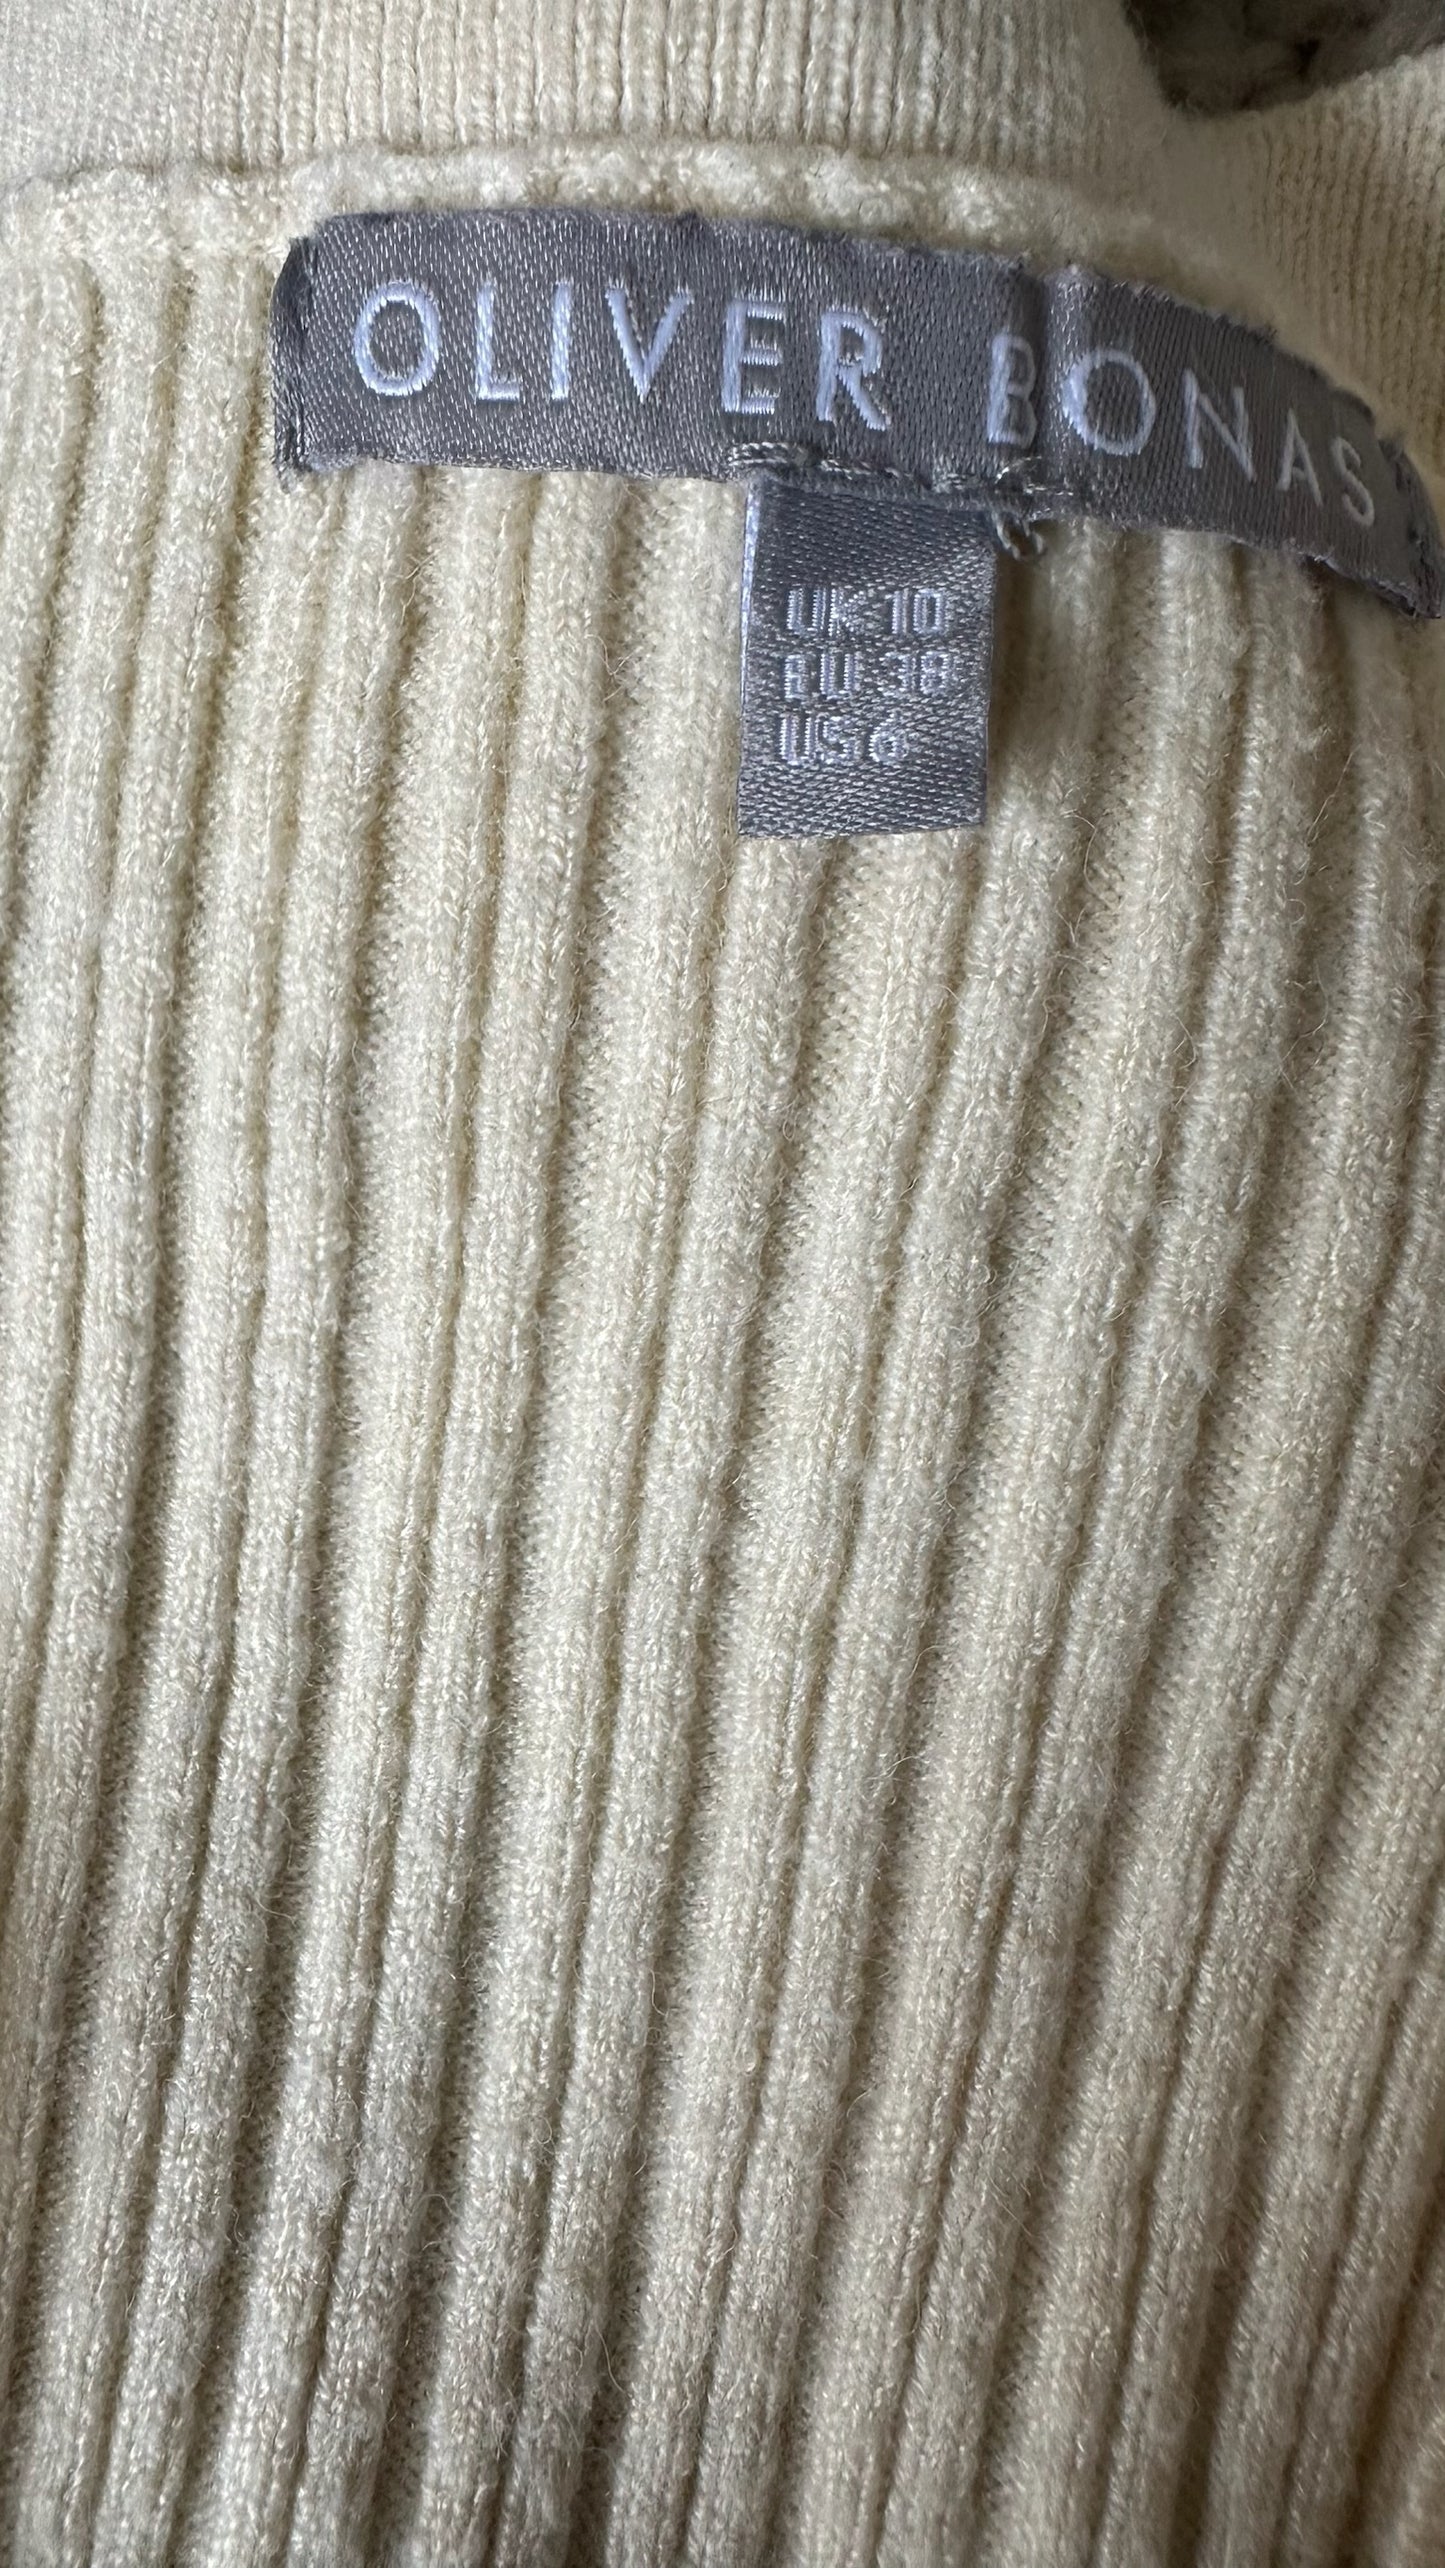 OLIVER BONAS
UK 10
EU 38
US 6